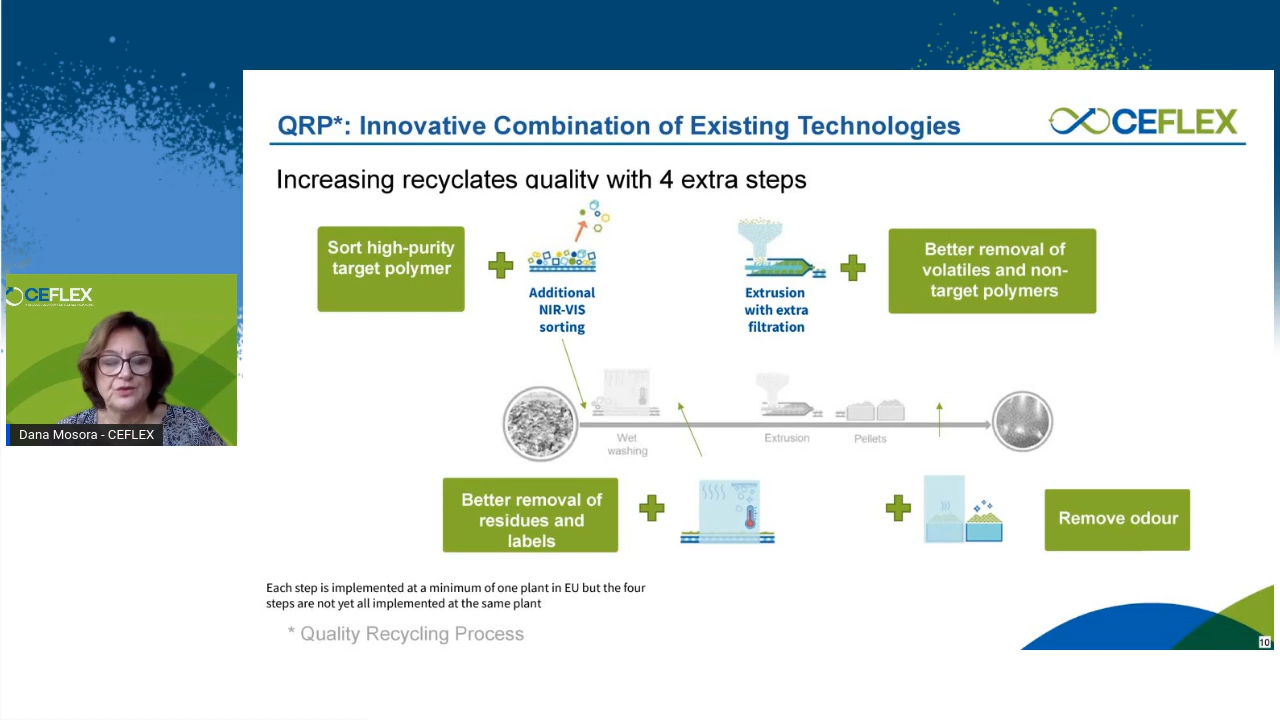 QRP*: Innovative Combination of Existing Technologies
CEFLEX
Increasing recyclates quality with 4 extra steps
Sort high-purity
target polymer
Additional
NIR-VIS
sorting
Extrusion
with extra
filtration
Better removal of
volatiles and non-
target polymers
CEFLEX
Dana Mosora - CEFLEX
Wet
washing
Extrusion
Pellets
Better removal of
residues and
labels
Remove odour
Each step is implemented at a minimum of one plant in EU but the four
steps are not yet all implemented at the same plant
* Quality Recycling Process
10